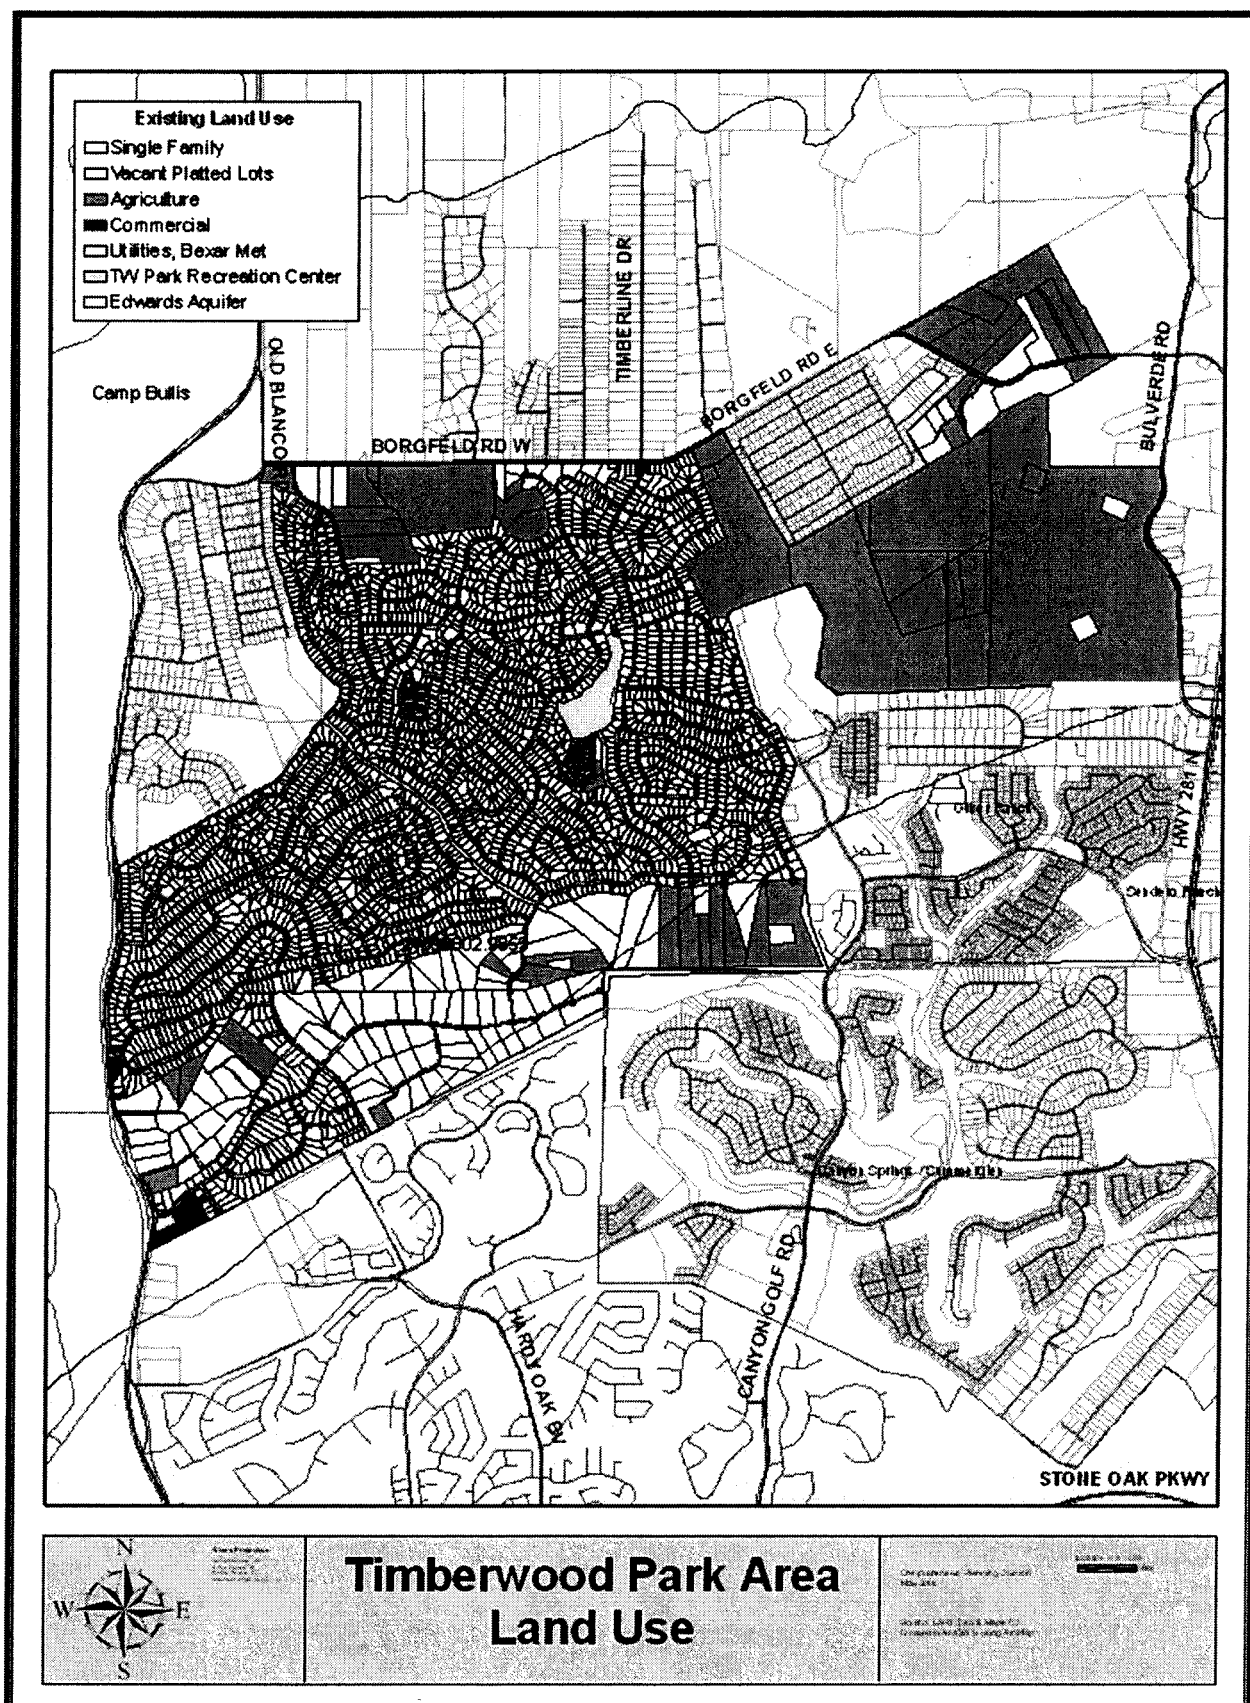 Existing Land Use
Single Family
Vacant Platted Lots
Agriculture
Commercial
Utilities, Bexar Met
TW Park Recreation Center
Edwards Aquifer
TIMBERLINE DR
OLD BLANCO
BORGFELD RD E
BULVERDE RD
Camp Bullis
BORGFELD RD W
HWY 281 N
Canyon Springs
CANYON GOLF RD
HARDY OAK BV
STONE OAK PKWY
N
W E
S
Timberwood Park Area
Land Use